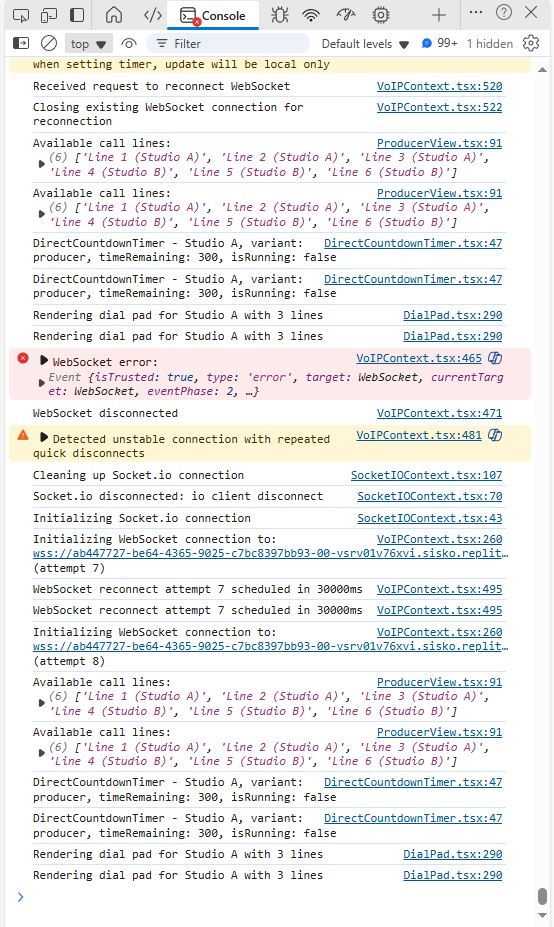 Console
top
Filter
Default levels
99+
1 hidden
when setting timer, update will be local only
Received request to reconnect WebSocket VoIPContext.tsx:520
Closing existing WebSocket connection for VoIPContext.tsx:522
reconnection
Available call lines: ProducerView.tsx:91
(6) ['Line 1 (Studio A)', 'Line 2 (Studio A)', 'Line 3 (Studio A)',
'Line 4 (Studio B)', 'Line 5 (Studio B)', 'Line 6 (Studio B)']
Available call lines: ProducerView.tsx:91
(6) ['Line 1 (Studio A)', 'Line 2 (Studio A)', 'Line 3 (Studio A)',
'Line 4 (Studio B)', 'Line 5 (Studio B)', 'Line 6 (Studio B)']
DirectCountdownTimer - Studio A, variant: DirectCountdownTimer.tsx:47
producer, timeRemaining: 300, isRunning: false
DirectCountdownTimer - Studio A, variant: DirectCountdownTimer.tsx:47
producer, timeRemaining: 300, isRunning: false
Rendering dial pad for Studio A with 3 lines DialPad.tsx:290
Rendering dial pad for Studio A with 3 lines DialPad.tsx:290
WebSocket error: VoIPContext.tsx:465
Event {isTrusted: true, type: 'error', target: WebSocket, currentTarg
et: WebSocket, eventPhase: 2, …}
WebSocket disconnected VoIPContext.tsx:471
Detected unstable connection with repeated VoIPContext.tsx:481
quick disconnects
Cleaning up Socket.io connection SocketIOContext.tsx:107
Socket.io disconnected: io client disconnect SocketIOContext.tsx:70
Initializing Socket.io connection SocketIOContext.tsx:43
Initializing WebSocket connection to: VoIPContext.tsx:260
wss://ab447727-be64-4365-9025-c7bc8397bb93-00-vsrv01v76xvi.sisko.replit…
(attempt 7)
WebSocket reconnect attempt 7 scheduled in 30000ms VoIPContext.tsx:495
WebSocket reconnect attempt 7 scheduled in 30000ms VoIPContext.tsx:495
Initializing WebSocket connection to: VoIPContext.tsx:260
wss://ab447727-be64-4365-9025-c7bc8397bb93-00-vsrv01v76xvi.sisko.replit…
(attempt 8)
Available call lines: ProducerView.tsx:91
(6) ['Line 1 (Studio A)', 'Line 2 (Studio A)', 'Line 3 (Studio A)',
'Line 4 (Studio B)', 'Line 5 (Studio B)', 'Line 6 (Studio B)']
Available call lines: ProducerView.tsx:91
(6) ['Line 1 (Studio A)', 'Line 2 (Studio A)', 'Line 3 (Studio A)',
'Line 4 (Studio B)', 'Line 5 (Studio B)', 'Line 6 (Studio B)']
DirectCountdownTimer - Studio A, variant: DirectCountdownTimer.tsx:47
producer, timeRemaining: 300, isRunning: false
DirectCountdownTimer - Studio A, variant: DirectCountdownTimer.tsx:47
producer, timeRemaining: 300, isRunning: false
Rendering dial pad for Studio A with 3 lines DialPad.tsx:290
Rendering dial pad for Studio A with 3 lines DialPad.tsx:290